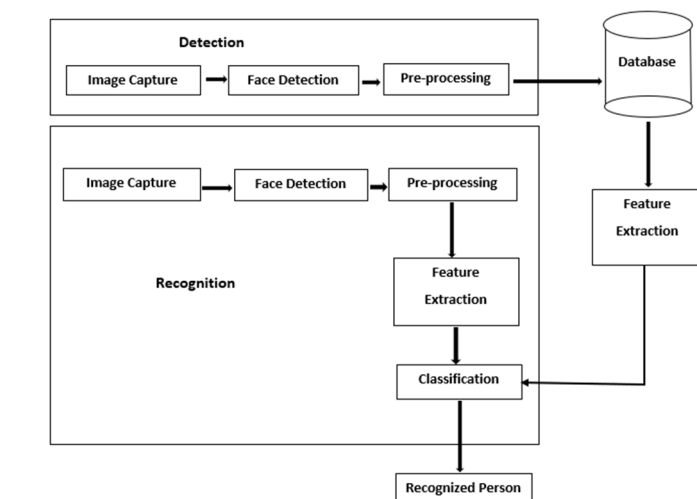 Detection
Database
Image Capture
Face Detection
Pre-processing
Image Capture
Face Detection
Pre-processing
Feature
Extraction
Feature
Extraction
Recognition
Classification
Recognized Person